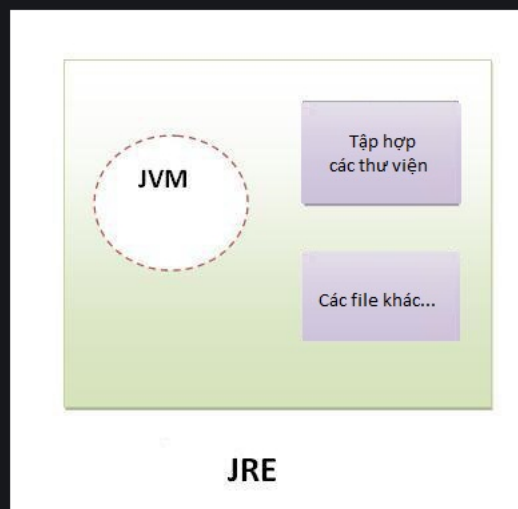 JVM
Tập hợp
các thư viện
Các file khác...
JRE